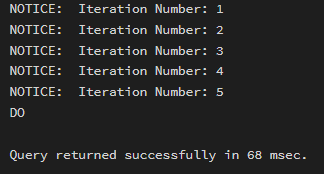 NOTICE:  Iteration Number: 1
NOTICE:  Iteration Number: 2
NOTICE:  Iteration Number: 3
NOTICE:  Iteration Number: 4
NOTICE:  Iteration Number: 5
DO
Query returned successfully in 68 msec.